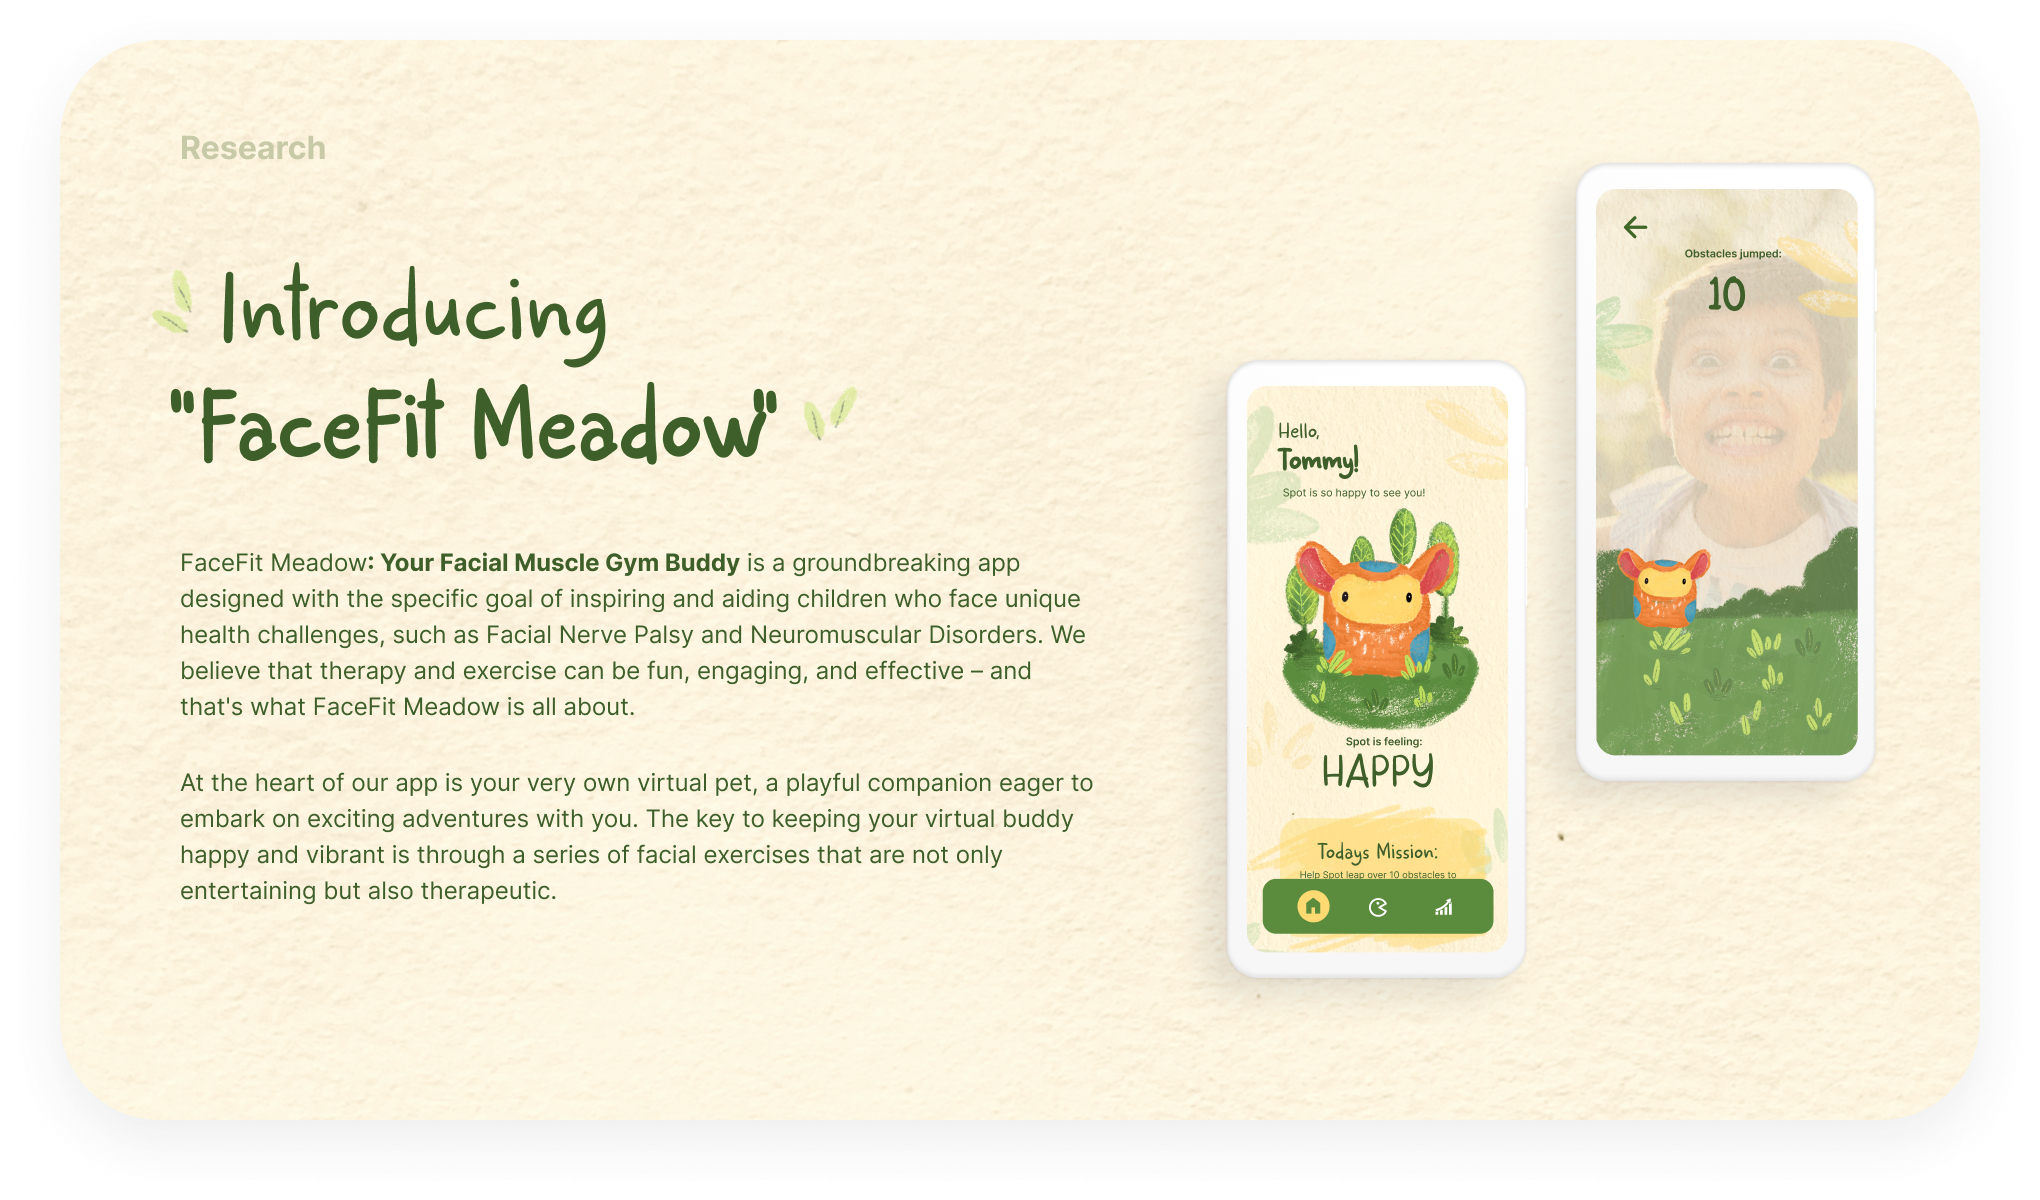 Research
Introducing
"FaceFit Meadow"
FaceFit Meadow: Your Facial Muscle Gym Buddy is a groundbreaking app
designed with the specific goal of inspiring and aiding children who face unique
health challenges, such as Facial Nerve Palsy and Neuromuscular Disorders. We
believe that therapy and exercise can be fun, engaging, and effective – and
that's what FaceFit Meadow is all about.
At the heart of our app is your very own virtual pet, a playful companion eager to
embark on exciting adventures with you. The key to keeping your virtual buddy
happy and vibrant is through a series of facial exercises that are not only
entertaining but also therapeutic.
Hello,
Tommy!
Spot is so happy to see you!
Spot is feeling:
HAPPY
Todays Mission:
Help Spot leap over 10 obstacles to
Obstacles jumped:
10